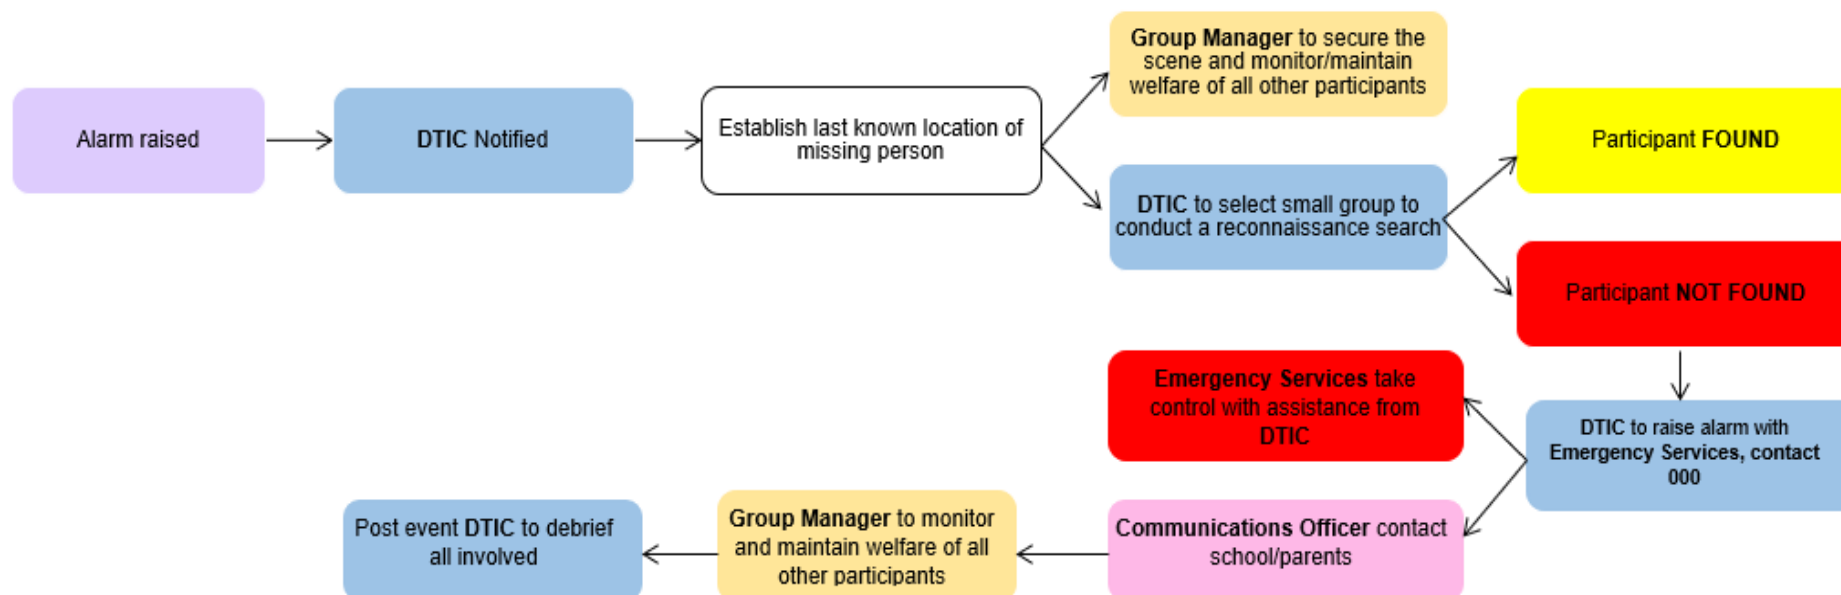 Alarm raised
DTIC Notified
Establish last known location of
missing person
Group Manager to secure the
scene and monitor/maintain
welfare of all other participants
DTIC to select small group to
conduct a reconnaissance search
Participant FOUND
Participant NOT FOUND
DTIC to raise alarm with
Emergency Services, contact
000
Emergency Services take
control with assistance from
DTIC
Communications Officer contact
school/parents
Group Manager to monitor
and maintain welfare of all
other participants
Post event DTIC to debrief
all involved